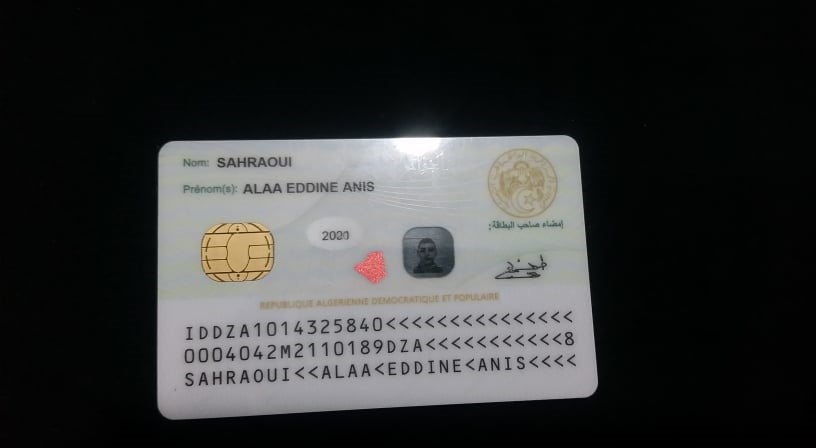 Nom: SAHRAOUI
Prénom(s): ALAA EDDINE ANIS
إمضاء صاحب البطاقة:
2020
REPUBLIQUE ALGERIENNE DEMOCRATIQUE ET POPULAIRE
IDDZA1014325840<<<<<<<<<<<<<<<
0004042M2110189DZA<<<<<<<<<<<8
SAHRAOUI<<ALAA<EDDINE<ANIS<<<<